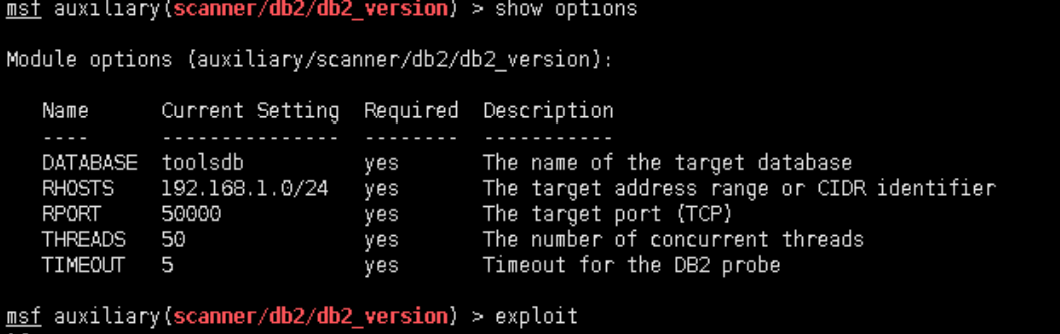 msf auxiliary(scanner/db2/db2_version) > show options
Module options (auxiliary/scanner/db2/db2_version):
Name Current Setting Required Description
---- --------------- -------- -----------
DATABASE toolsdb yes The name of the target database
RHOSTS 192.168.1.0/24 yes The target address range or CIDR identifier
RPORT 50000 yes The target port (TCP)
THREADS 50 yes The number of concurrent threads
TIMEOUT 5 yes Timeout for the DB2 probe
msf auxiliary(scanner/db2/db2_version) > exploit